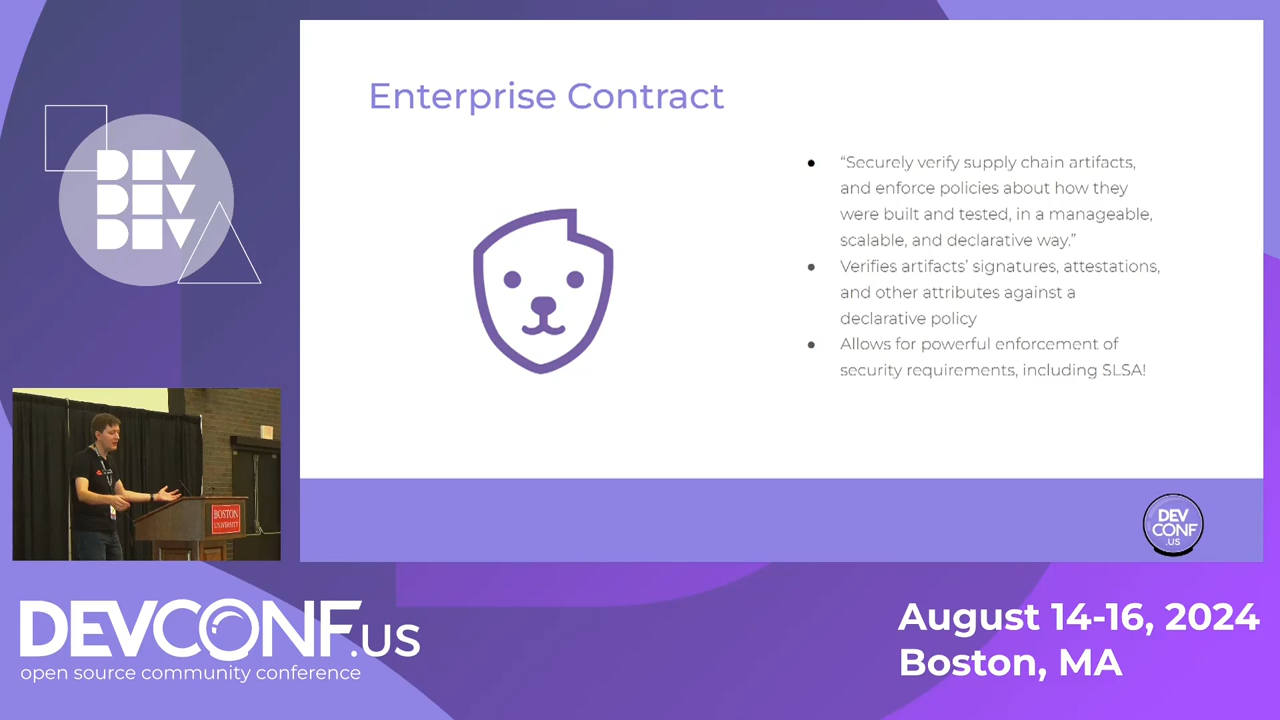 Enterprise Contract
DEV
DEV
DEV
● “Securely verify supply chain artifacts,
and enforce policies about how they
were built and tested, in a manageable,
scalable, and declarative way.”
● Verifies artifacts’ signatures, attestations,
and other attributes against a
declarative policy
● Allows for powerful enforcement of
security requirements, including SLSA!
BOSTON
UNIVERSITY
DEV
CONF
.US
DEVCONF.US
open source community conference
August 14-16, 2024
Boston, MA